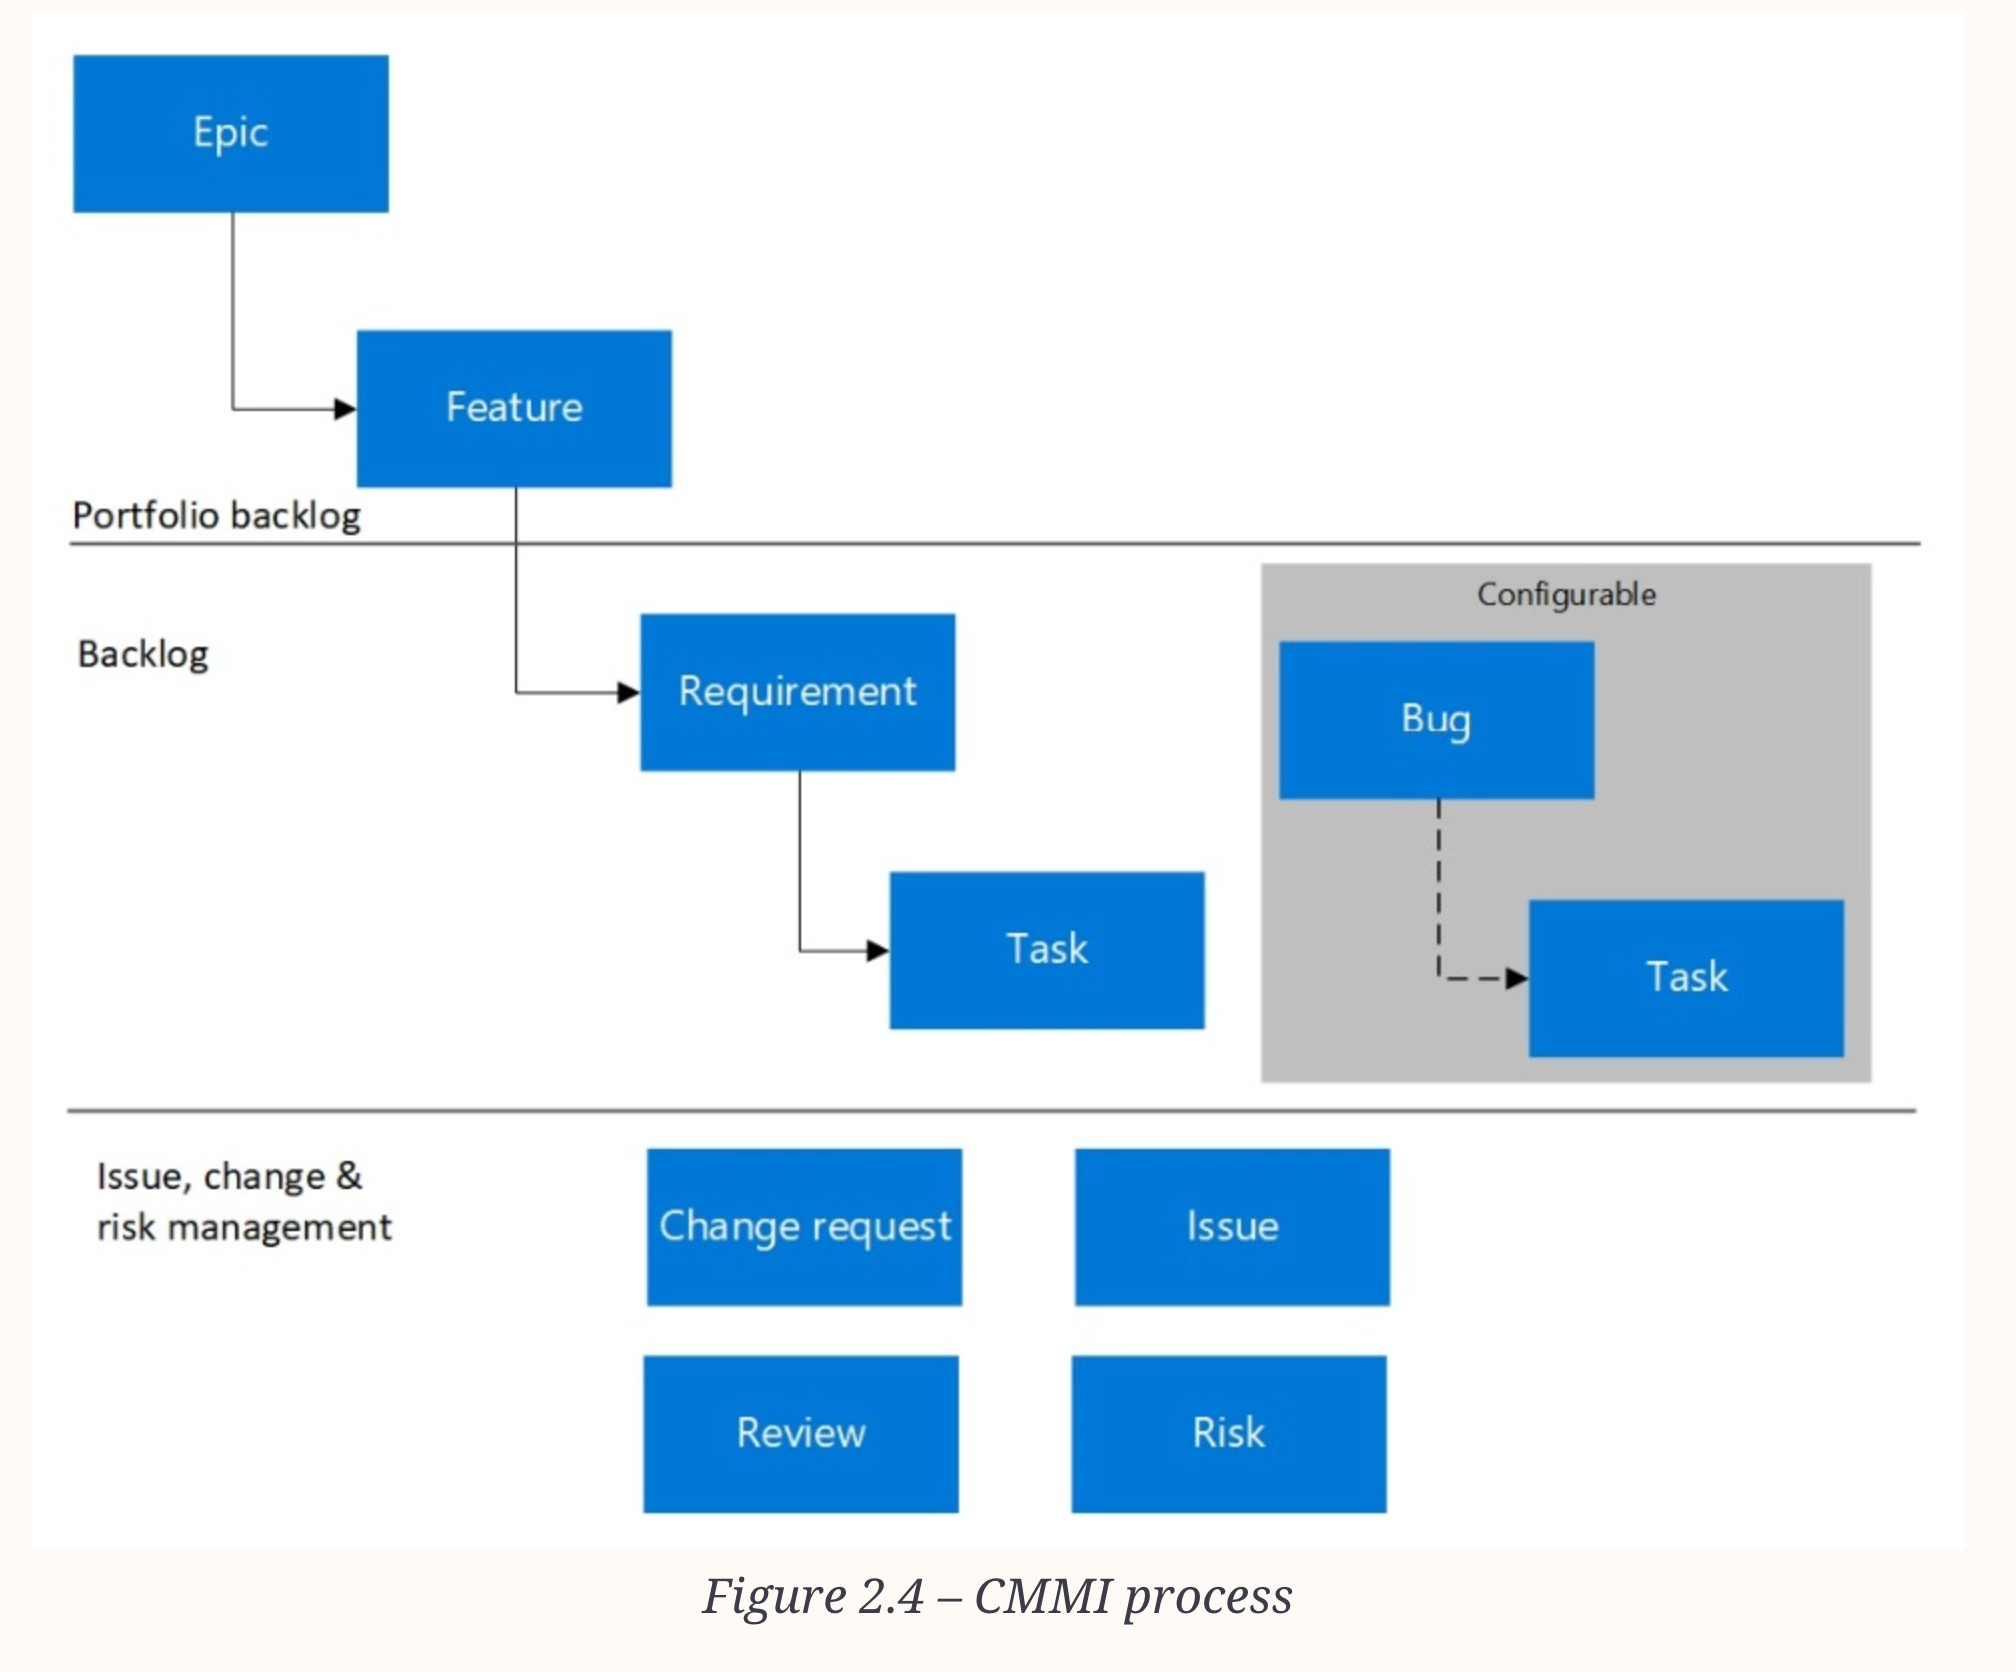 Epic
Feature
Portfolio backlog
Configurable
Backlog
Requirement
Bug
Task
Task
Issue, change &
risk management
Change request
Issue
Review
Risk
Figure 2.4 – CMMI process